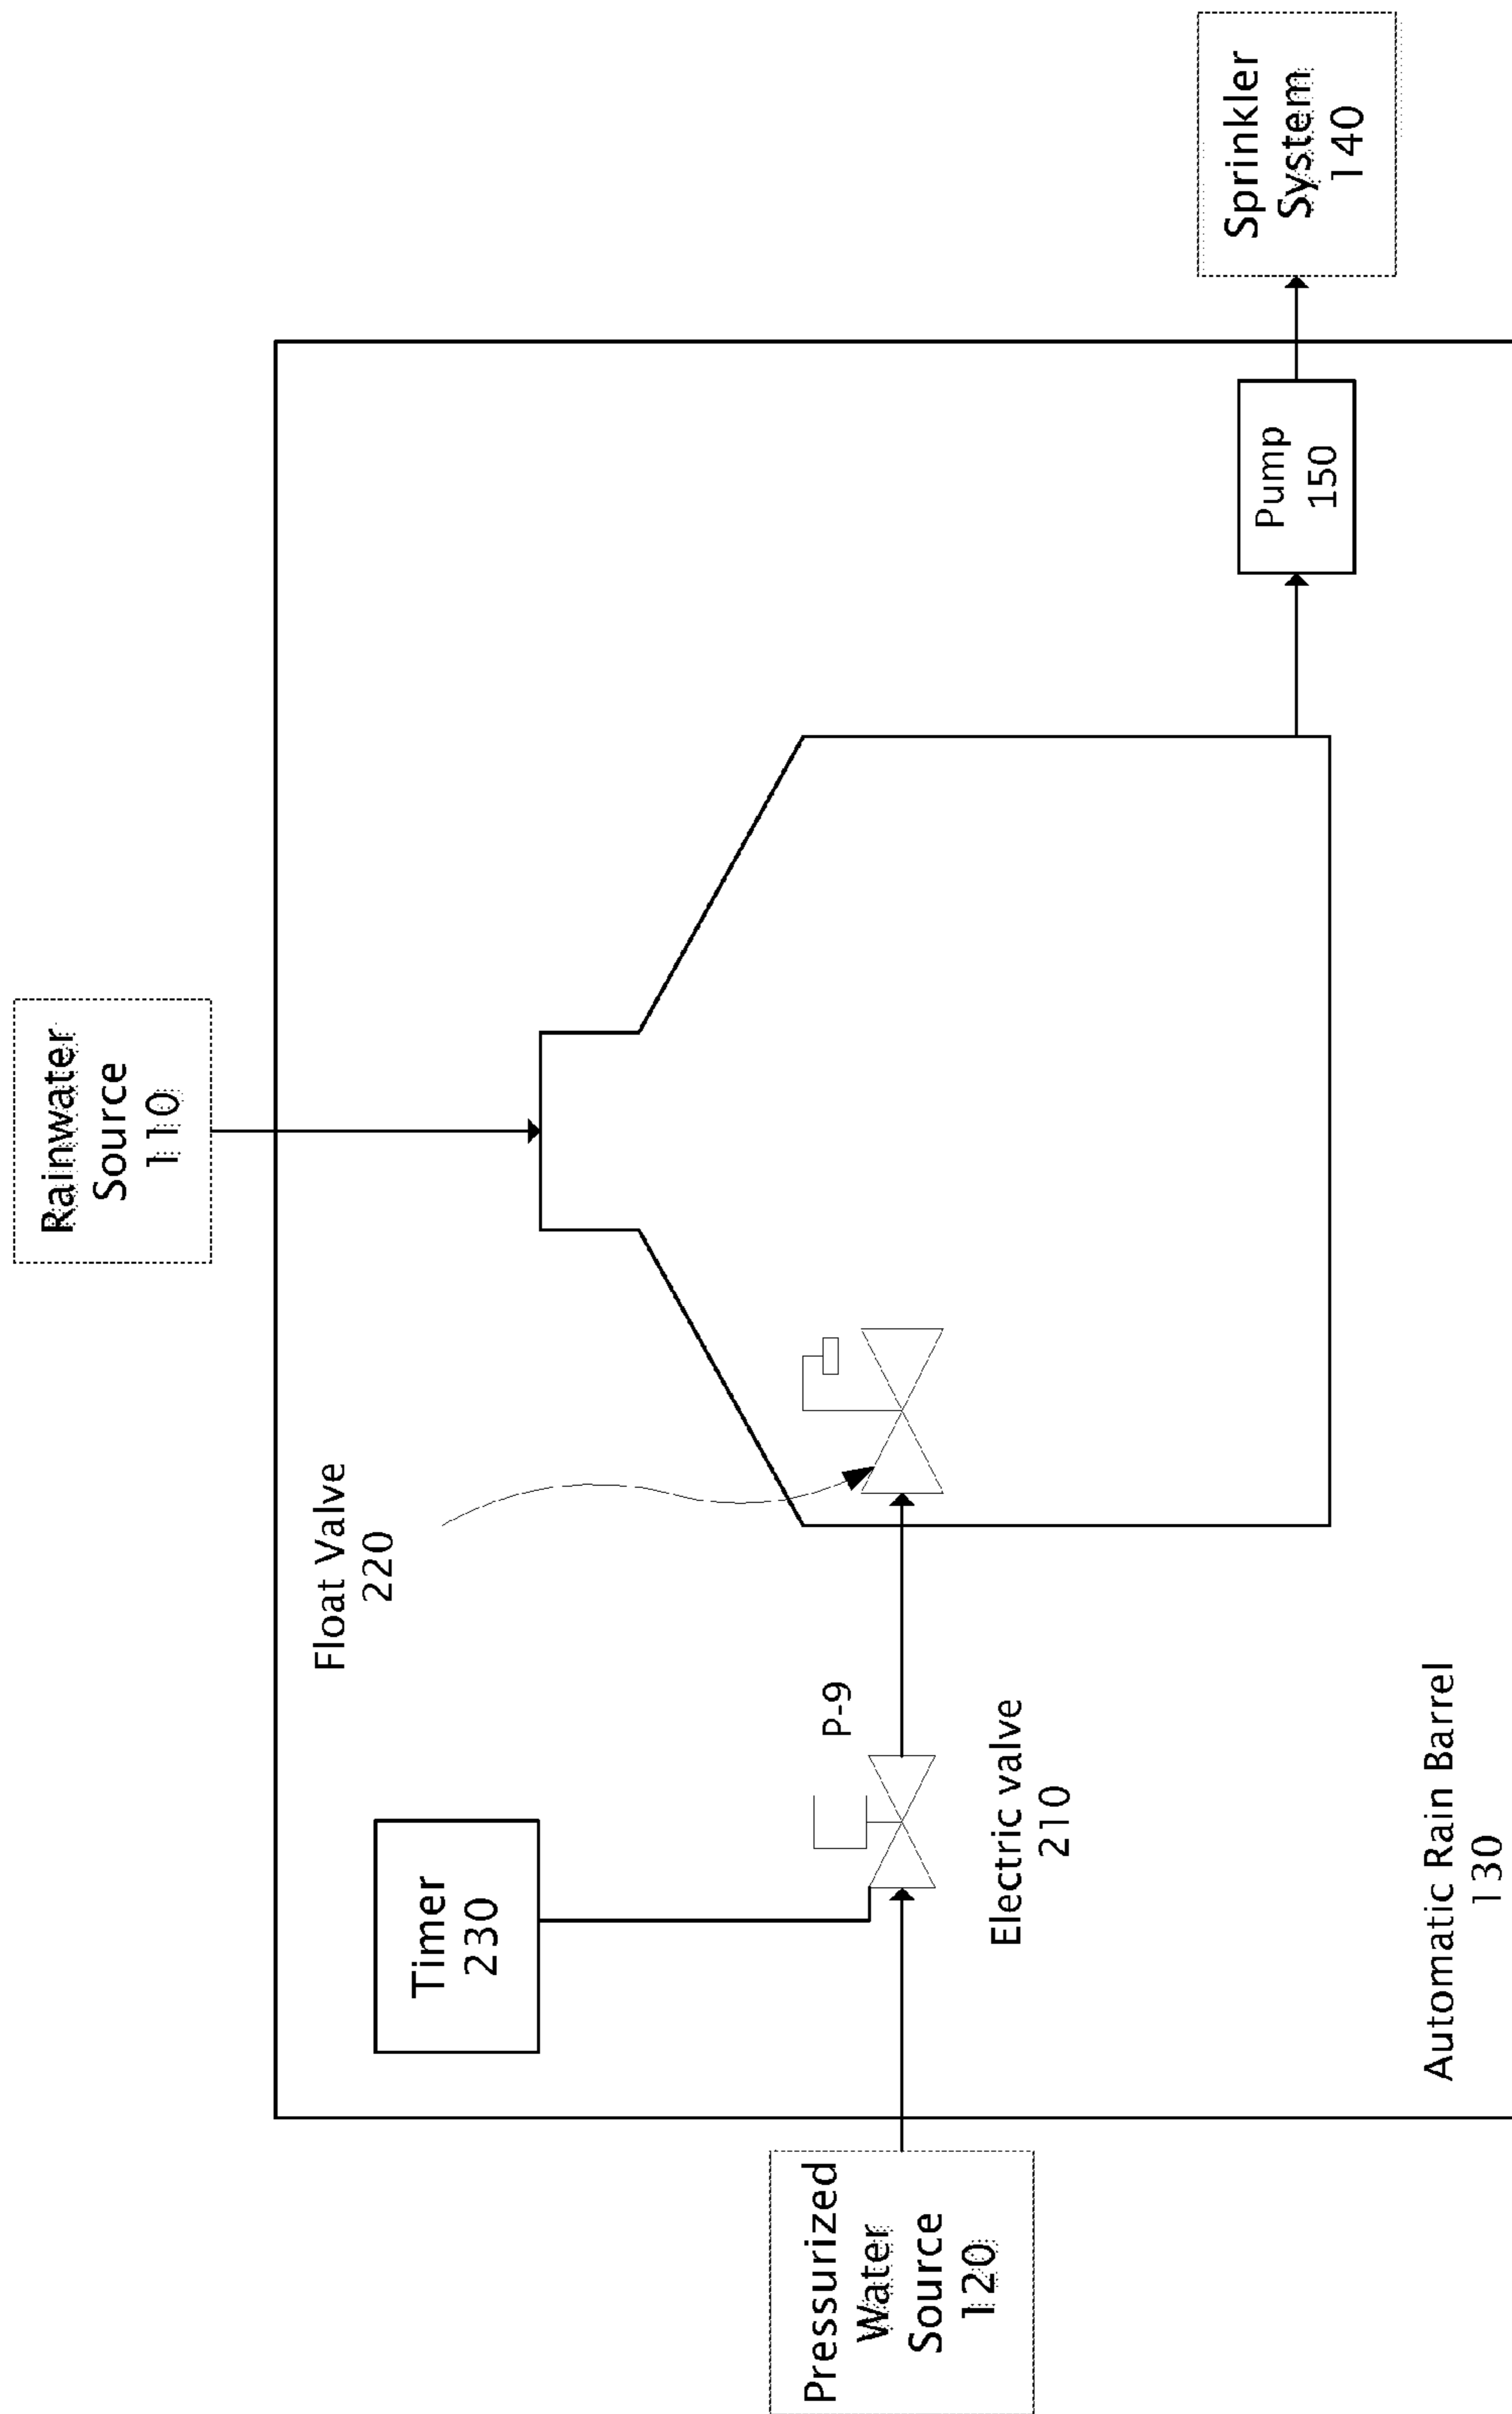 Rainwater
Source
110
Timer
230
Float Valve
220
P-9
Pressurized
Water
Source
120
Electric valve
210
Pump
150
Sprinkler
System
140
Automatic Rain Barrel
130